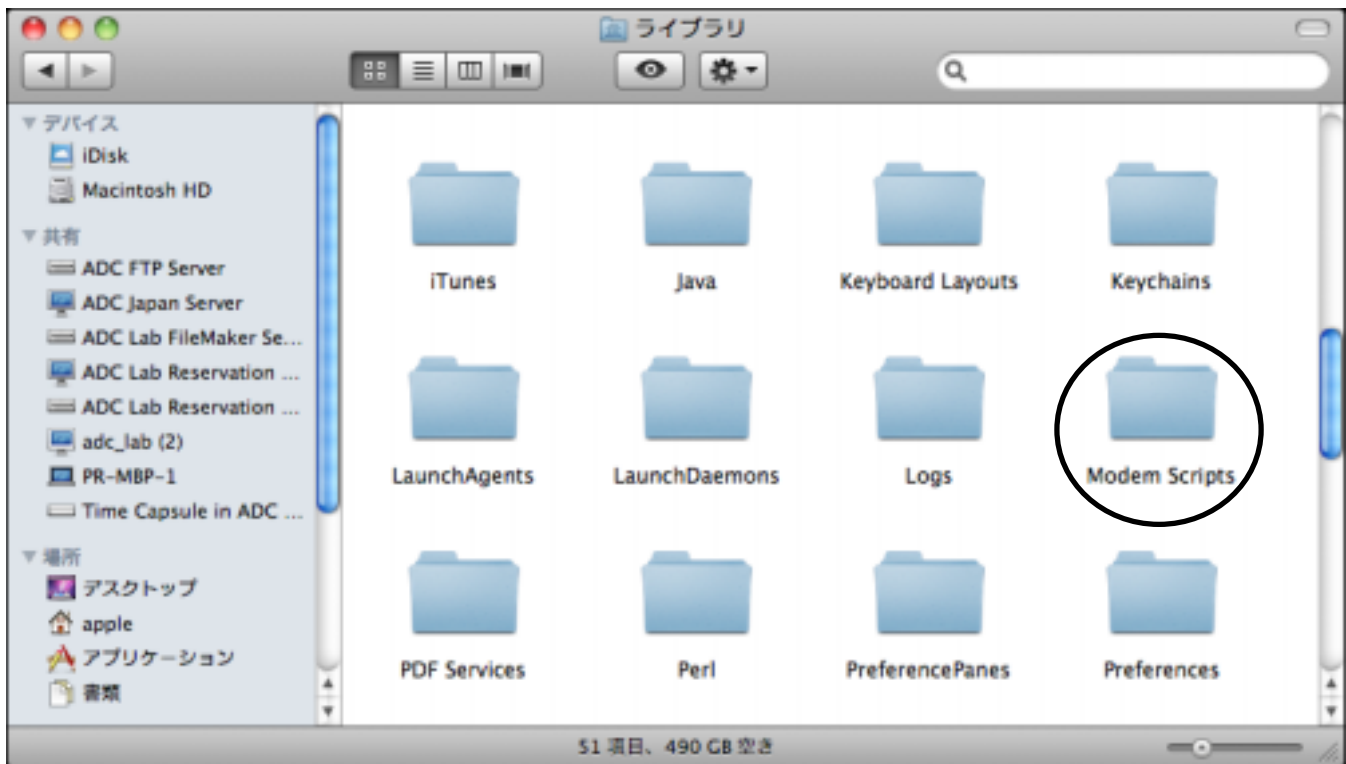 ライブラリ
デバイス
iDisk
Macintosh HD
共有
ADC FTP Server
ADC Japan Server
ADC Lab FileMaker Se...
ADC Lab Reservation ...
ADC Lab Reservation ...
adc_lab (2)
PR-MBP-1
Time Capsule in ADC ...
場所
デスクトップ
apple
アプリケーション
書類
iTunes Java Keyboard Layouts Keychains
LaunchAgents LaunchDaemons Logs Modem Scripts
PDF Services Perl PreferencePanes Preferences
51 項目、490 GB 空き